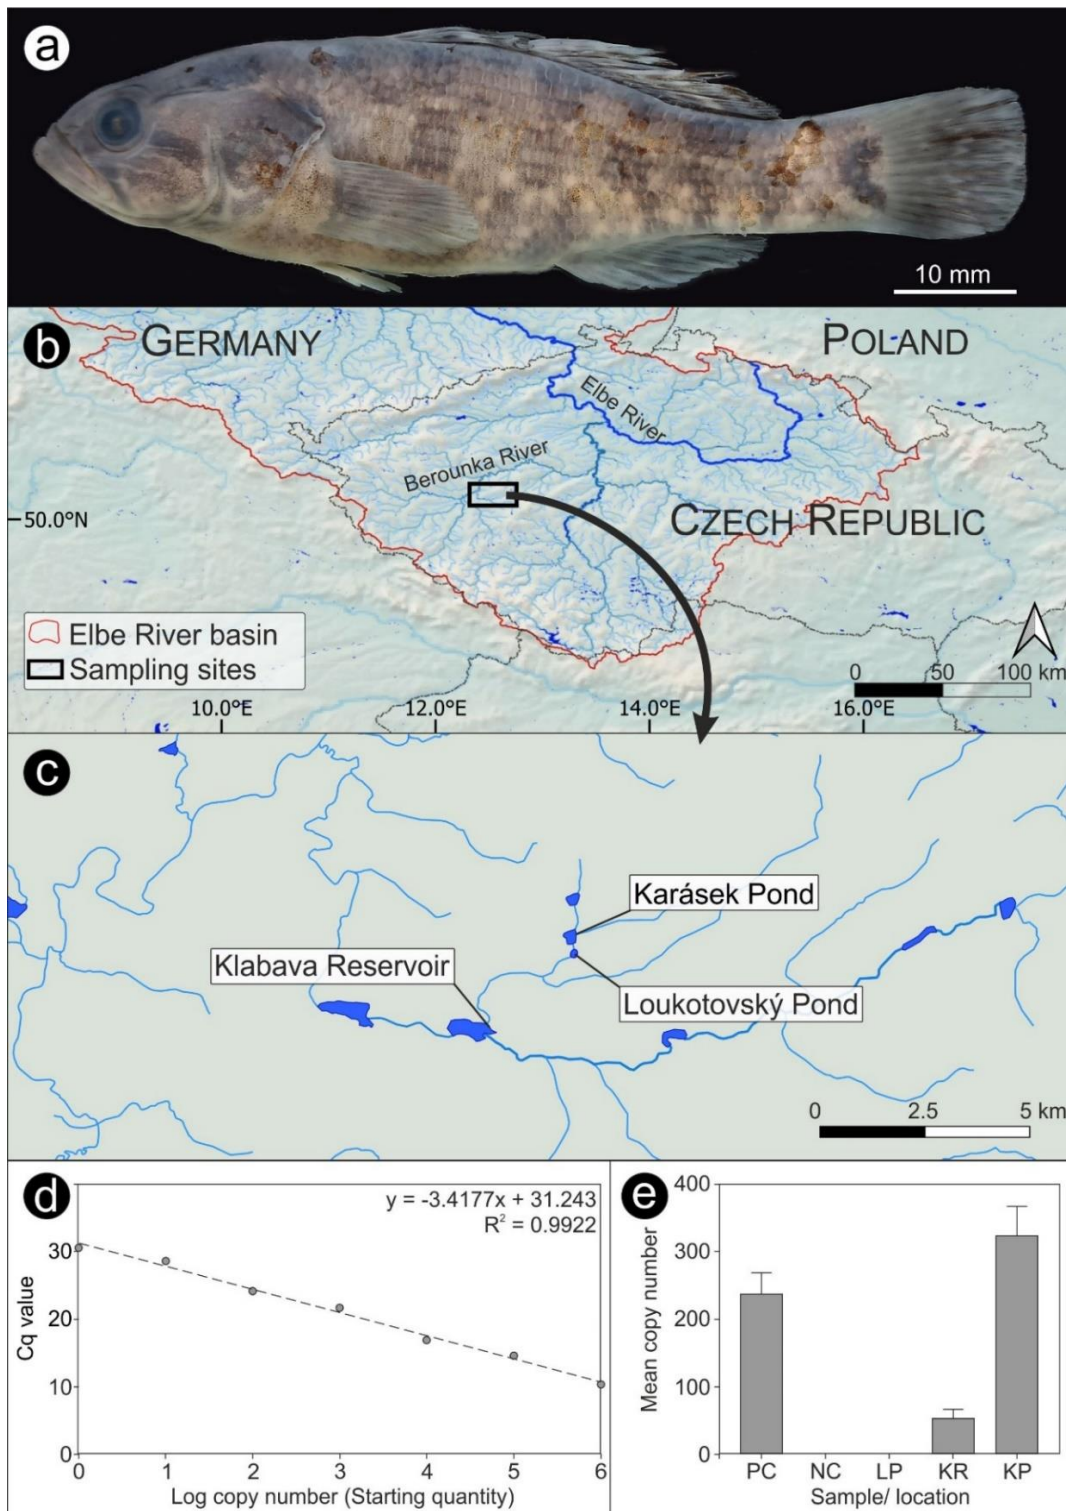 a
10 mm
b
GERMANY
POLAND
Elbe River
Berounka River
50.0°N
CZECH REPUBLIC
Elbe River basin
Sampling sites
0 50 100 km
10.0°E 12.0°E 14.0°E 16.0°E
c
Karásek Pond
Klabava Reservoir
Loukotovský Pond
0 2.5 5 km
d
y = -3.4177x + 31.243
R² = 0.9922
30
20
10
0
Cq value
0 1 2 3 4 5 6
Log copy number (Starting quantity)
e
400
300
200
100
0
Mean copy number
PC NC LP KR KP
Sample/ location